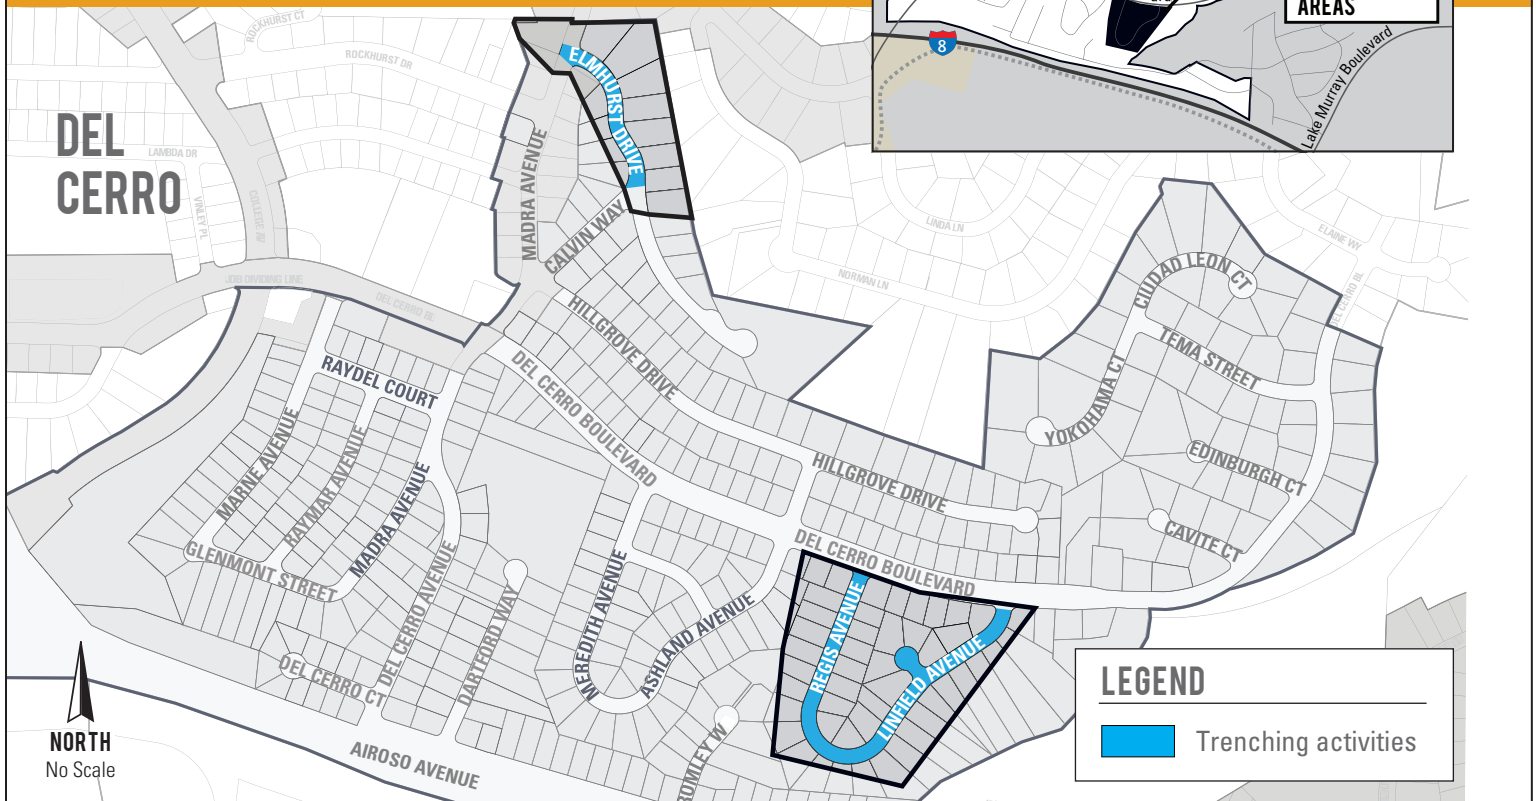 AREAS
8
Lake Murray Boulevard
ROCKHURST CT
ROCKHURST DR
ELMHURST DRIVE
DEL
CERRO
LAMBDA DR
VINLEY PL
COLLEGE AV
MADRA AVENUE
CALVIN WAY
LINDA LN
ELAINE WY
NORMAN LN
DEL CERRO BL
JOB DIVIDING LINE
DEL CERRO BL
CIUDAD LEON CT
TEMA STREET
YOKOHAMA CT
EDINBURGH CT
CAVITE CT
HILLGROVE DRIVE
RAYDEL COURT
DEL CERRO BOULEVARD
MARNE AVENUE
RAYMAR AVENUE
MADRA AVENUE
HILLGROVE DRIVE
GLENMONT STREET
DEL CERRO AVENUE
DEL CERRO BOULEVARD
MEREDITH AVENUE
ASHLAND AVENUE
DARTFORD WAY
REGIS AVENUE
LINFIELD AVENUE
DEL CERRO CT
AIROSO AVENUE
NORTH
No Scale
LEGEND
Trenching activities